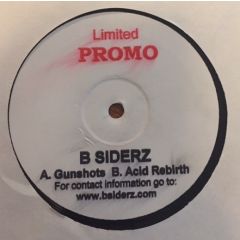 Limited
PROMO
B SIDERZ
A. Gunshots B. Acid Rebirth
For contact information go to:
www.bsiderz.com